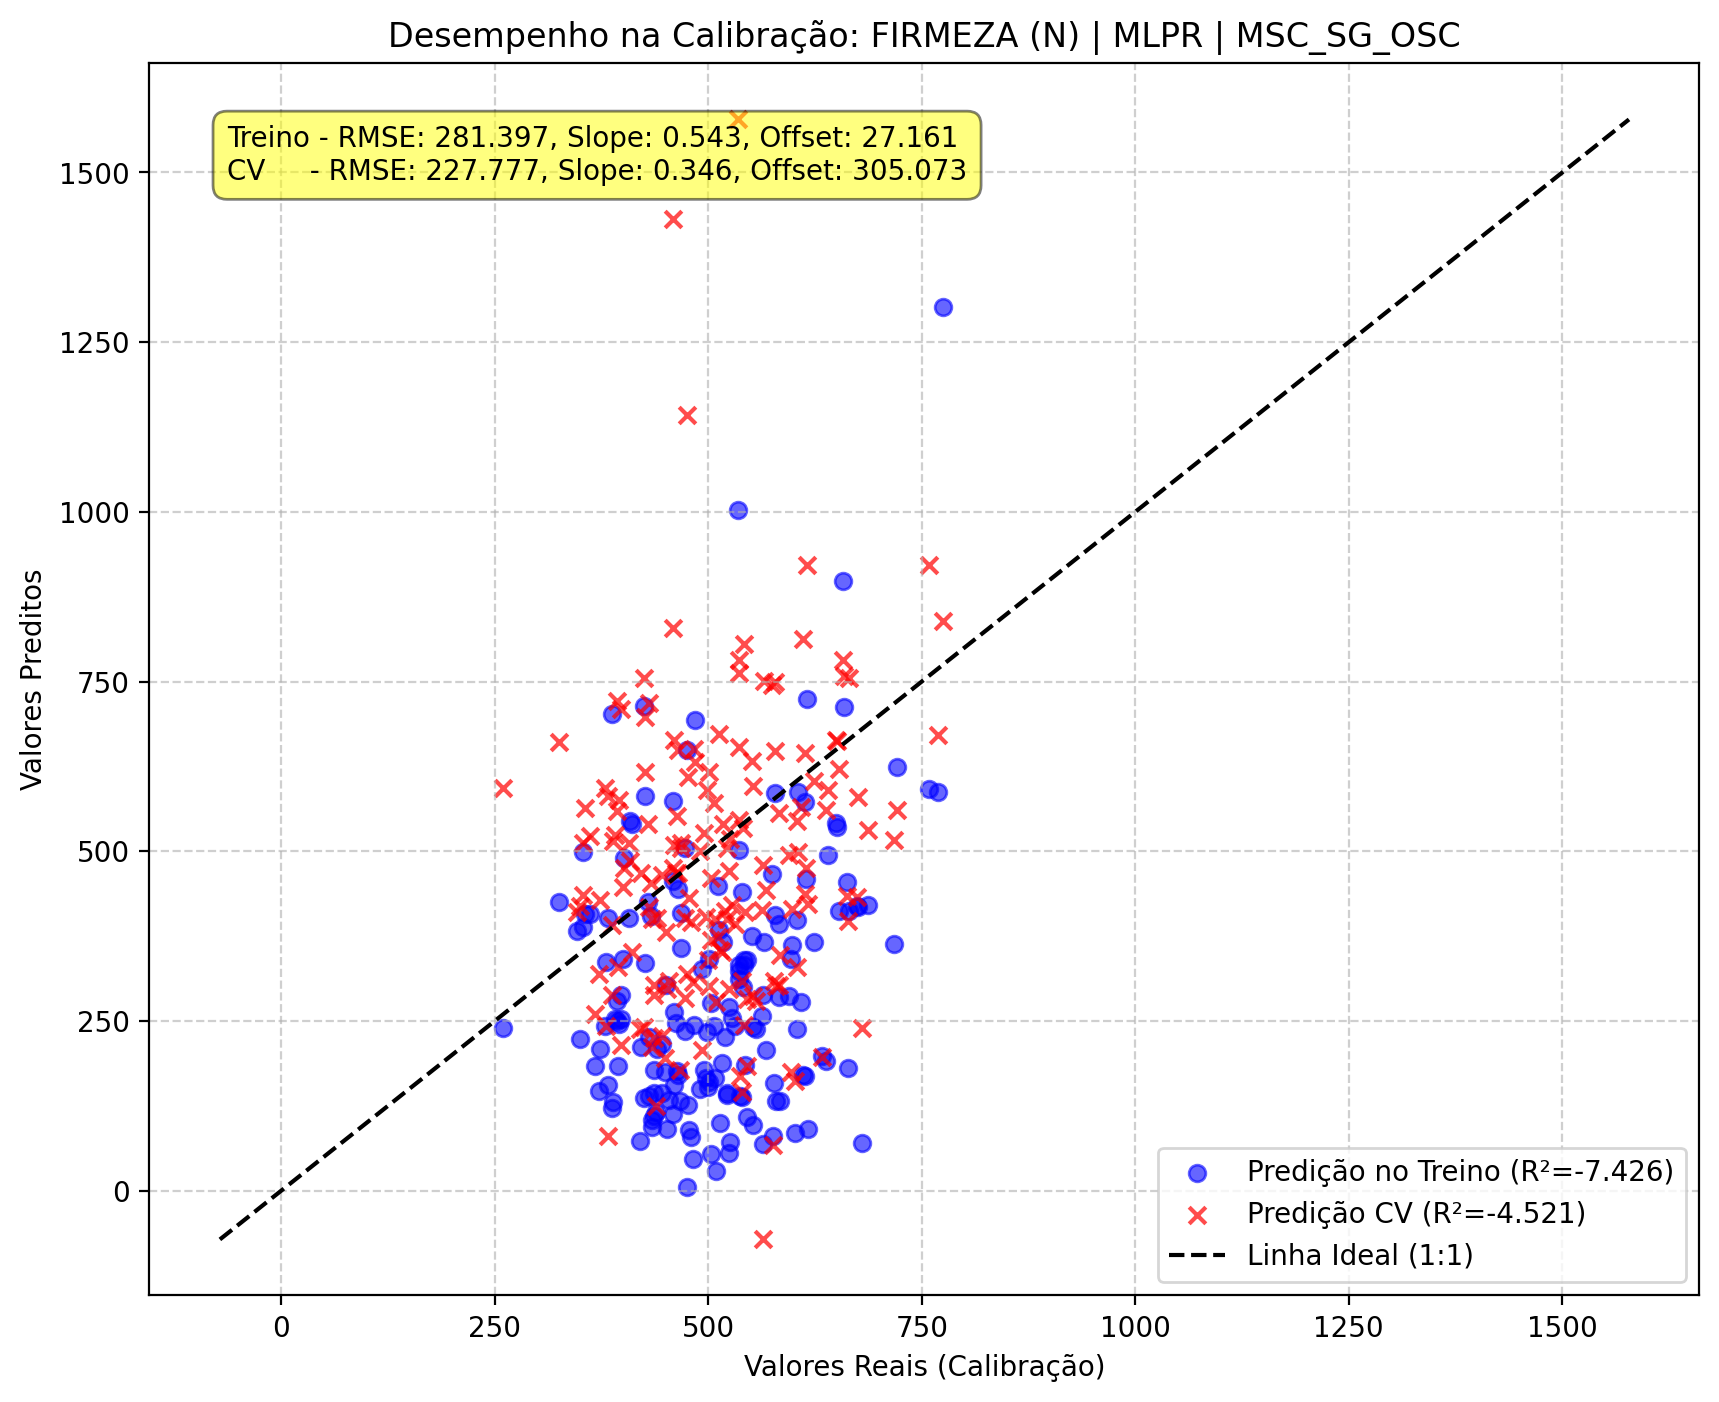 Desempenho na Calibração: FIRMEZA (N) | MLPR | MSC_SG_OSC
Treino - RMSE: 281.397, Slope: 0.543, Offset: 27.161
CV - RMSE: 227.777, Slope: 0.346, Offset: 305.073
1500
1250
1000
750
500
250
0
Valores Preditos
Predição no Treino (R²=-7.426)
Predição CV (R²=-4.521)
Linha Ideal (1:1)
0 250 500 750 1000 1250 1500
Valores Reais (Calibração)